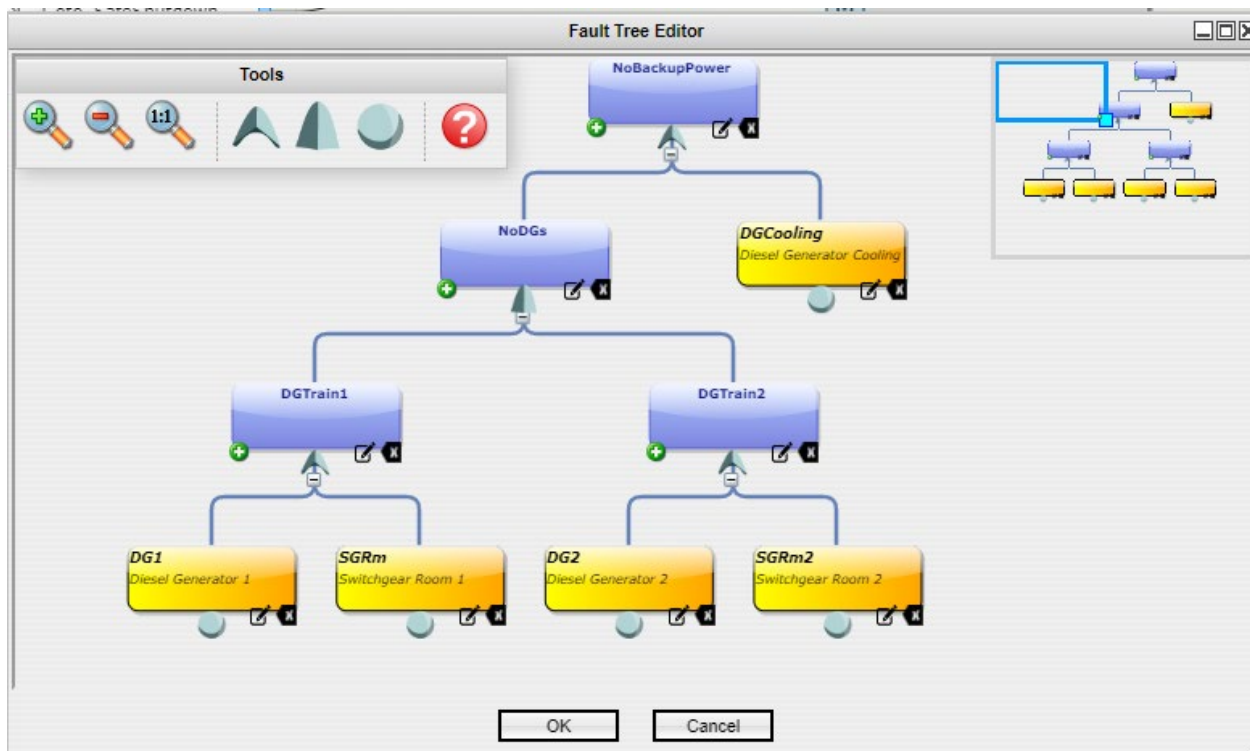 Fault Tree Editor
Tools
1:1
?
NoBackupPower
NoDGs
DGCooling
Diesel Generator Cooling
DGTrain1
DGTrain2
DG1
Diesel Generator 1
SGRm
Switchgear Room 1
DG2
Diesel Generator 2
SGRm2
Switchgear Room 2
OK
Cancel